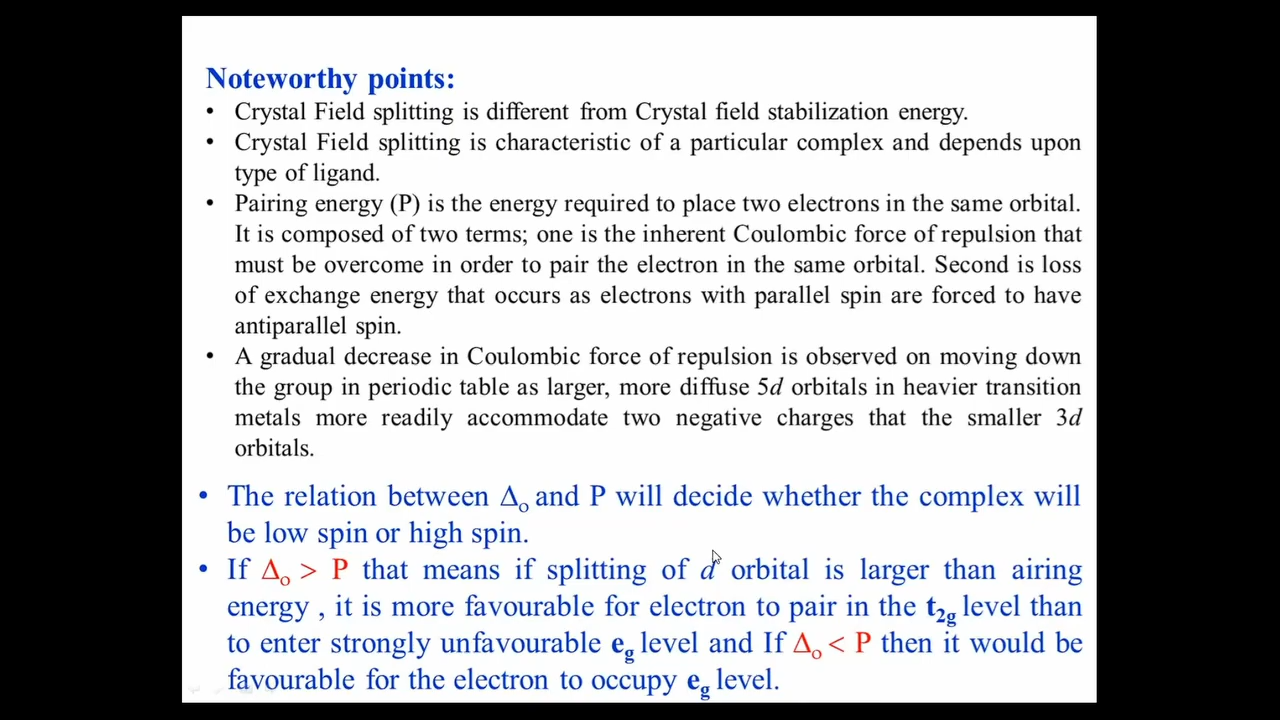 Noteworthy points:
• Crystal Field splitting is different from Crystal field stabilization energy.
• Crystal Field splitting is characteristic of a particular complex and depends upon
type of ligand.
• Pairing energy (P) is the energy required to place two electrons in the same orbital.
It is composed of two terms; one is the inherent Coulombic force of repulsion that
must be overcome in order to pair the electron in the same orbital. Second is loss
of exchange energy that occurs as electrons with parallel spin are forced to have
antiparallel spin.
• A gradual decrease in Coulombic force of repulsion is observed on moving down
the group in periodic table as larger, more diffuse 5d orbitals in heavier transition
metals more readily accommodate two negative charges that the smaller 3d
orbitals.
• The relation between Δo and P will decide whether the complex will
be low spin or high spin.
• If Δo > P that means if splitting of d orbital is larger than airing
energy , it is more favourable for electron to pair in the t2g level than
to enter strongly unfavourable eg level and If Δo < P then it would be
favourable for the electron to occupy eg level.